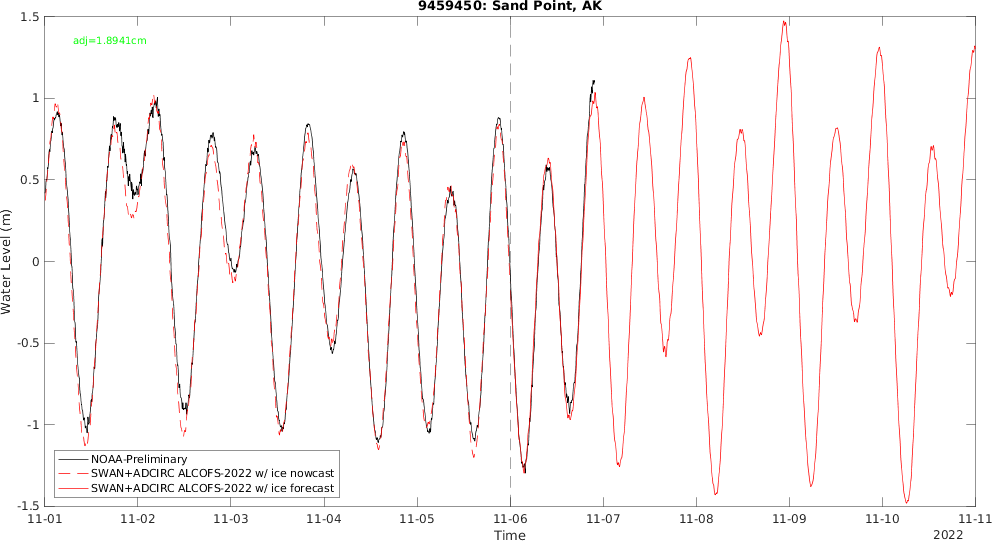 9459450: Sand Point, AK
adj=1.8941cm
1.5
1
0.5
0
-0.5
-1
-1.5
Water Level (m)
NOAA-Preliminary
SWAN+ADCIRC ALCOFS-2022 w/ ice nowcast
SWAN+ADCIRC ALCOFS-2022 w/ ice forecast
11-01 11-02 11-03 11-04 11-05 11-06 11-07 11-08 11-09 11-10 11-11
Time
2022